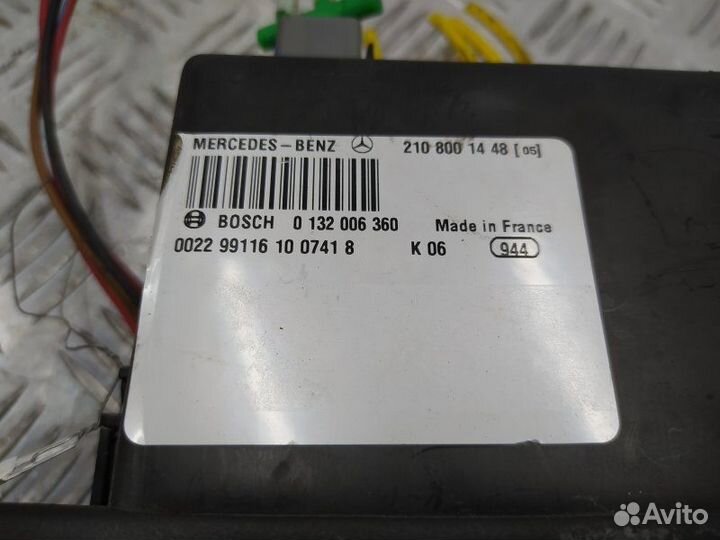 MERCEDES-BENZ 210 800 14 48 [05]
BOSCH 0 132 006 360 Made in France
0022 99116 10 0741 8 K 06 944
Avito